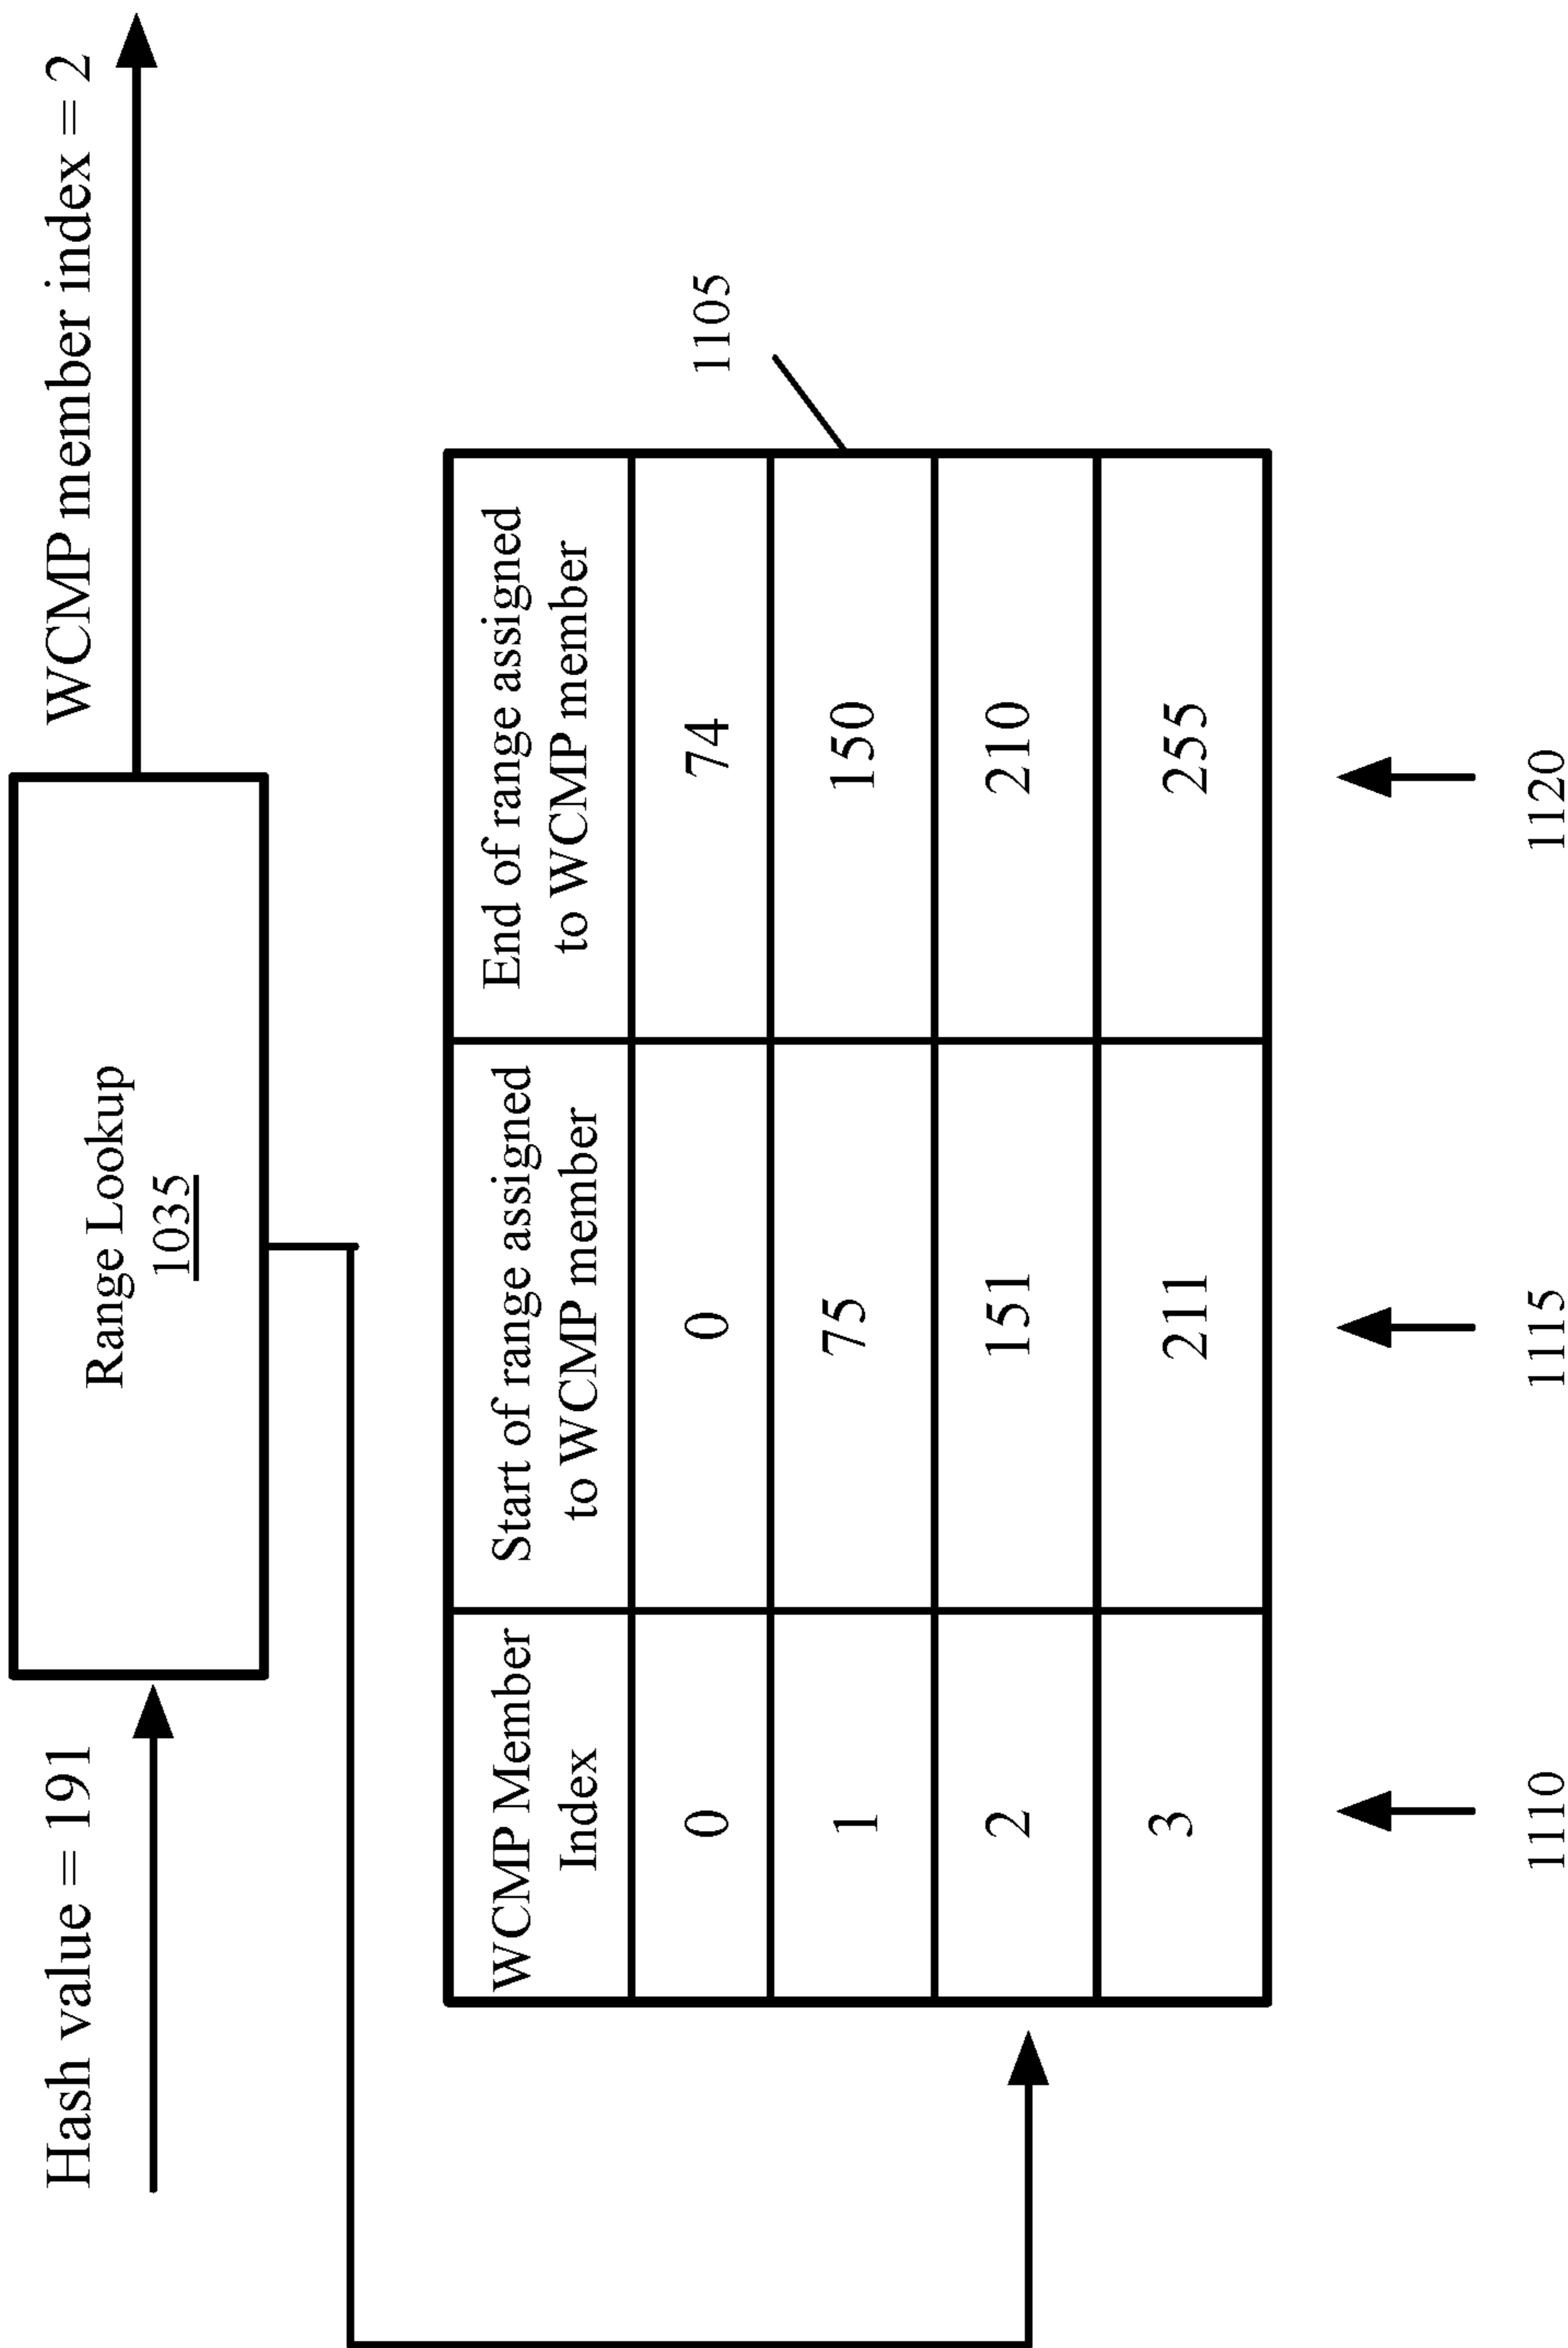 Hash value = 191
Range Lookup
1035
WCMP member index = 2
WCMP Member
Index
Start of range assigned
to WCMP member
End of range assigned
to WCMP member
0
0
74
1
75
150
2
151
210
3
211
255
1105
1110
1115
1120